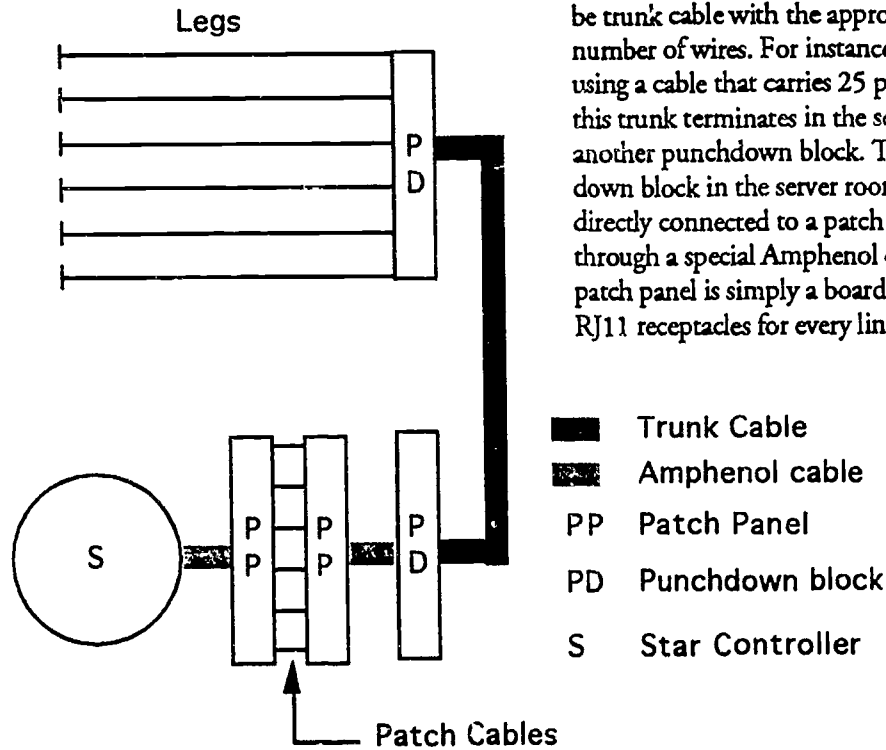 Legs
P
D
S
P
P
P
P
P
D
Patch Cables
be trunk cable with the appro
number of wires. For instance
using a cable that carries 25 p
this trunk terminates in the se
another punchdown block. T
down block in the server roor
directly connected to a patch
through a special Amphenol
patch panel is simply a board
RJ11 receptacles for every lin
Trunk Cable
Amphenol cable
PP Patch Panel
PD Punchdown block
S Star Controller